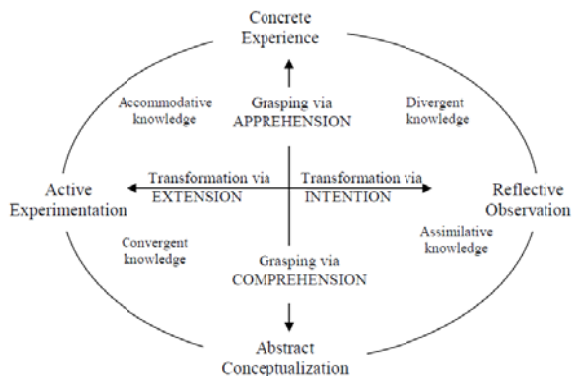 Concrete
Experience
Accommodative
knowledge
Grasping via
APPREHENSION
Divergent
knowledge
Active
Experimentation
Transformation via
EXTENSION
Transformation via
INTENTION
Reflective
Observation
Convergent
knowledge
Grasping via
COMPREHENSION
Assimilative
knowledge
Abstract
Conceptualization